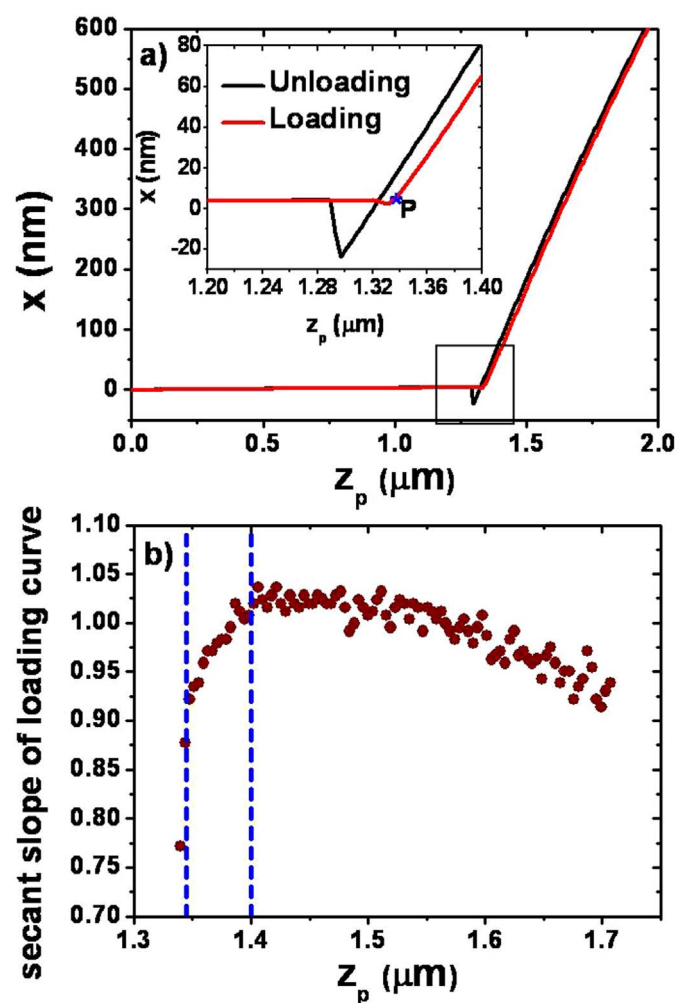 a)
600
500
400
300
200
100
0
x (nm)
80
60
40
20
0
-20
x (nm)
Unloading
Loading
P
1.20 1.24 1.28 1.32 1.36 1.40
z_p (μm)
0.0 0.5 1.0 1.5 2.0
z_p (μm)
b)
1.10
1.05
1.00
0.95
0.90
0.85
0.80
0.75
0.70
secant slope of loading curve
1.3 1.4 1.5 1.6 1.7
z_p (μm)